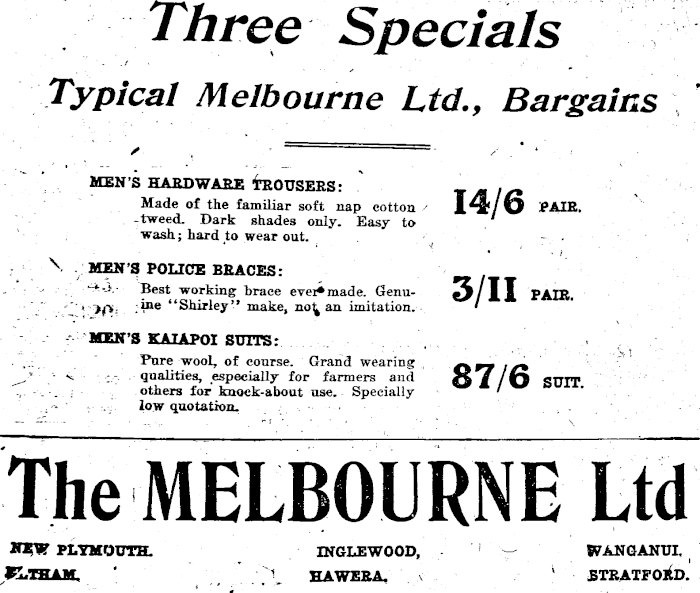 Three Specials
Typical Melbourne Ltd., Bargains
MEN'S HARDWARE TROUSERS:
Made of the familiar soft nap cotton
tweed. Dark shades only. Easy to
wash; hard to wear out.
14/6 PAIR.
MEN'S POLICE BRACES:
Best working brace ever made. Genu-
ine "Shirley" make, not an imitation.
3/11 PAIR.
MEN'S KAIAPOI SUITS:
Pure wool, of course. Grand wearing
qualities, especially for farmers and
others for knock-about use. Specially
low quotation.
87/6 SUIT.
The MELBOURNE Ltd
NEW PLYMOUTH. INGLEWOOD, WANGANUI.
ELTHAM. HAWERA. STRATFORD.